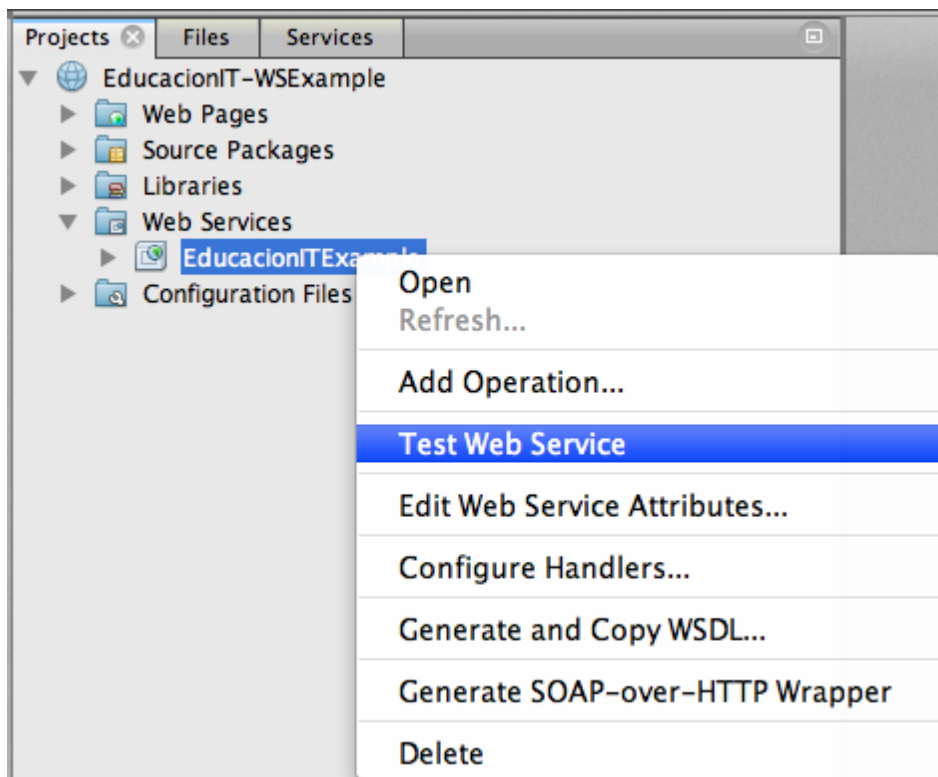 Projects Files Services
EducacionIT-WSExample
Web Pages
Source Packages
Libraries
Web Services
EducacionITExample
Configuration Files
Open
Refresh...
Add Operation...
Test Web Service
Edit Web Service Attributes...
Configure Handlers...
Generate and Copy WSDL...
Generate SOAP-over-HTTP Wrapper
Delete